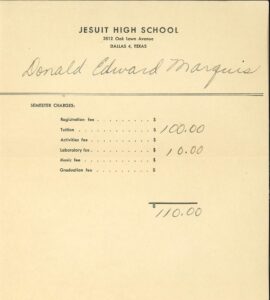 JESUIT HIGH SCHOOL
3812 Oak Lawn Avenue
DALLAS 4, TEXAS
Donald Edward Marquis
SEMESTER CHARGES:
Registration fee . . . . . . . . . . $
Tuition . . . . . . . . . . . . . $ 100.00
Activities fee . . . . . . . . . . . $
Laboratory fee . . . . . . . . . . $ 10.00
Music fee . . . . . . . . . . . . $
Graduation fee . . . . . . . . . . $
$
110.00